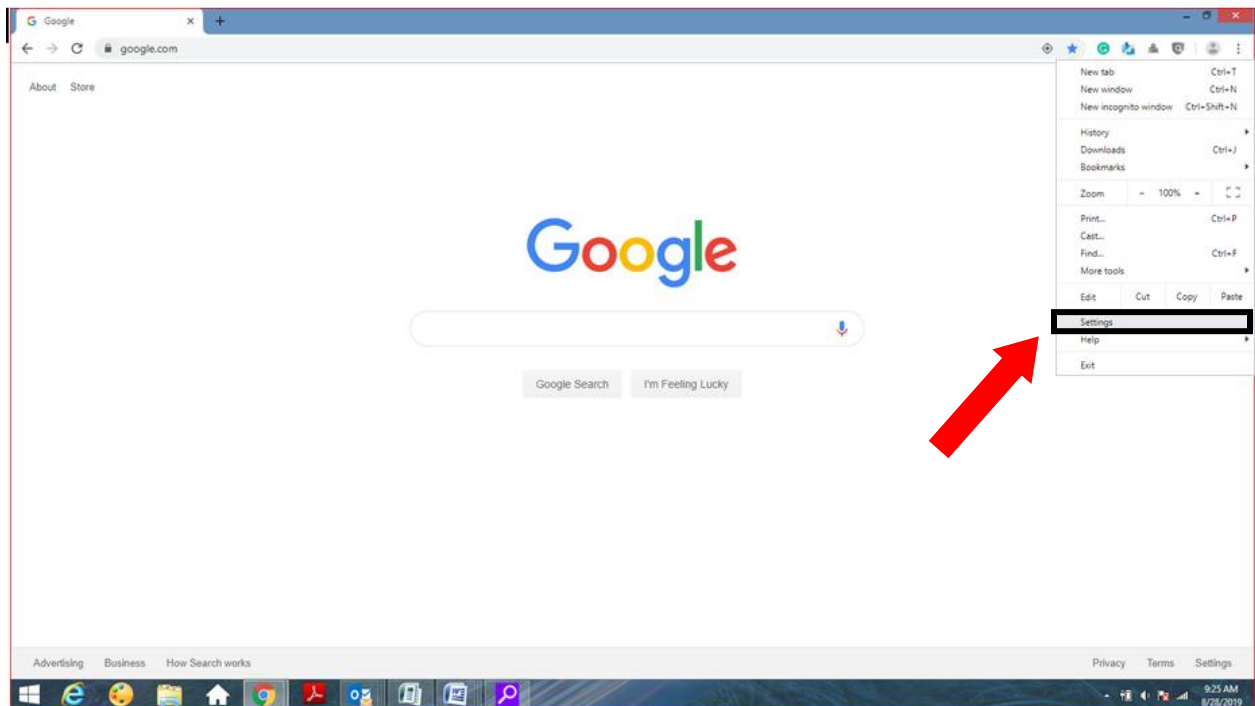 Google
google.com
About Store
New tab Ctrl+T
New window Ctrl+N
New incognito window Ctrl+Shift+N
History
Downloads Ctrl+J
Bookmarks
Zoom - 100% +
Print... Ctrl+P
Cast...
Find... Ctrl+F
More tools
Edit Cut Copy Paste
Settings
Help
Exit
Google
Google Search I'm Feeling Lucky
Advertising Business How Search works Privacy Terms Settings
9:25 AM
8/28/2019